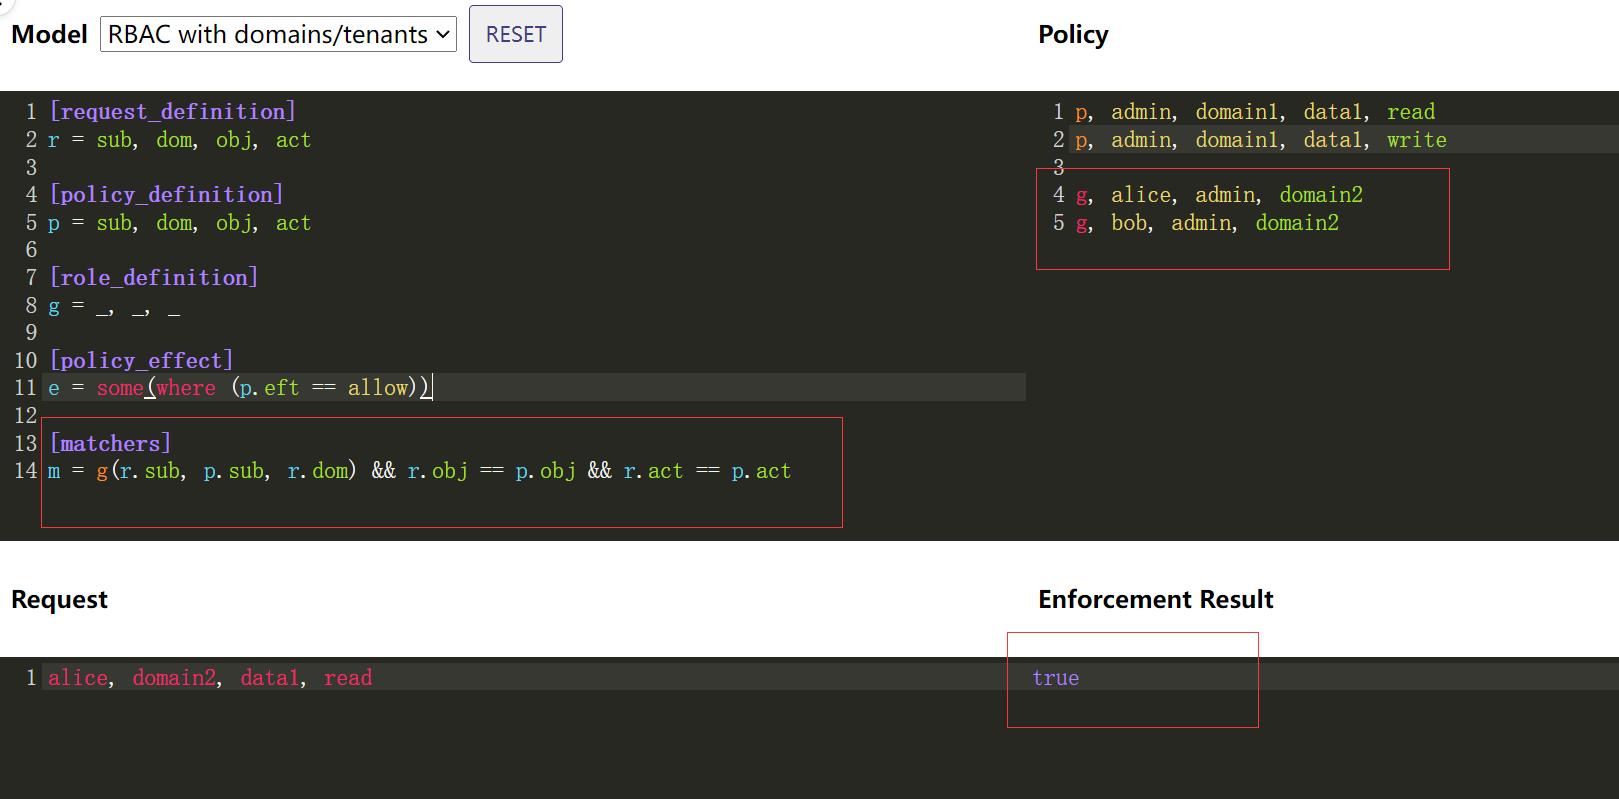 Model RBAC with domains/tenants RESET
1 [request_definition]
2 r = sub, dom, obj, act
3
4 [policy_definition]
5 p = sub, dom, obj, act
6
7 [role_definition]
8 g = _, _, _
9
10 [policy_effect]
11 e = some(where (p.eft == allow))
12
13 [matchers]
14 m = g(r.sub, p.sub, r.dom) && r.obj == p.obj && r.act == p.act
Policy
1 p, admin, domain1, data1, read
2 p, admin, domain1, data1, write
3
4 g, alice, admin, domain2
5 g, bob, admin, domain2
Request
1 alice, domain2, data1, read
Enforcement Result
true